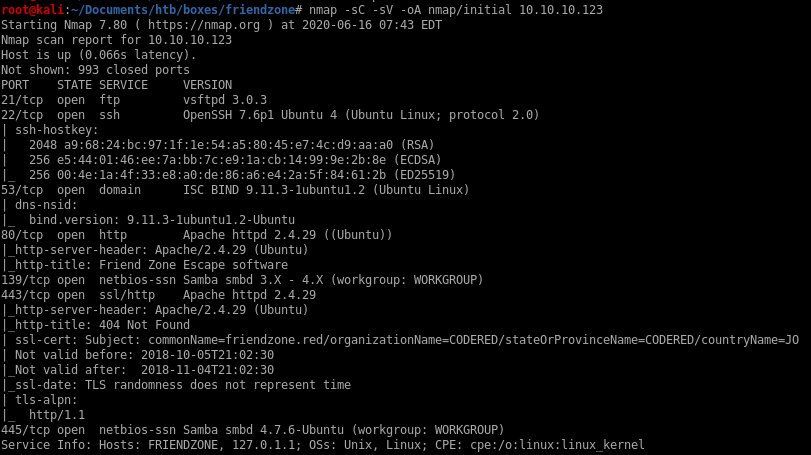 root@kali:~/Documents/htb/boxes/friendzone# nmap -sC -sV -oA nmap/initial 10.10.10.123
Starting Nmap 7.80 ( https://nmap.org ) at 2020-06-16 07:43 EDT
Nmap scan report for 10.10.10.123
Host is up (0.066s latency).
Not shown: 993 closed ports
PORT    STATE SERVICE     VERSION
21/tcp  open  ftp         vsftpd 3.0.3
22/tcp  open  ssh         OpenSSH 7.6p1 Ubuntu 4 (Ubuntu Linux; protocol 2.0)
| ssh-hostkey:
|   2048 a9:68:24:bc:97:1f:1e:54:a5:80:45:e7:4c:d9:aa:a0 (RSA)
|   256 e5:44:01:46:ee:7a:bb:7c:e9:1a:cb:14:99:9e:2b:8e (ECDSA)
|_  256 00:4e:1a:4f:33:e8:a0:de:86:a6:e4:2a:5f:84:61:2b (ED25519)
53/tcp  open  domain      ISC BIND 9.11.3-1ubuntu1.2 (Ubuntu Linux)
| dns-nsid:
|_  bind.version: 9.11.3-1ubuntu1.2-Ubuntu
80/tcp  open  http        Apache httpd 2.4.29 ((Ubuntu))
|_http-server-header: Apache/2.4.29 (Ubuntu)
|_http-title: Friend Zone Escape software
139/tcp open  netbios-ssn Samba smbd 3.X - 4.X (workgroup: WORKGROUP)
443/tcp open  ssl/http    Apache httpd 2.4.29
|_http-server-header: Apache/2.4.29 (Ubuntu)
|_http-title: 404 Not Found
| ssl-cert: Subject: commonName=friendzone.red/organizationName=CODERED/stateOrProvinceName=CODERED/countryName=JO
| Not valid before: 2018-10-05T21:02:30
|_Not valid after:  2018-11-04T21:02:30
|_ssl-date: TLS randomness does not represent time
| tls-alpn:
|_  http/1.1
445/tcp open  netbios-ssn Samba smbd 4.7.6-Ubuntu (workgroup: WORKGROUP)
Service Info: Hosts: FRIENDZONE, 127.0.1.1; OSs: Unix, Linux; CPE: cpe:/o:linux:linux_kernel